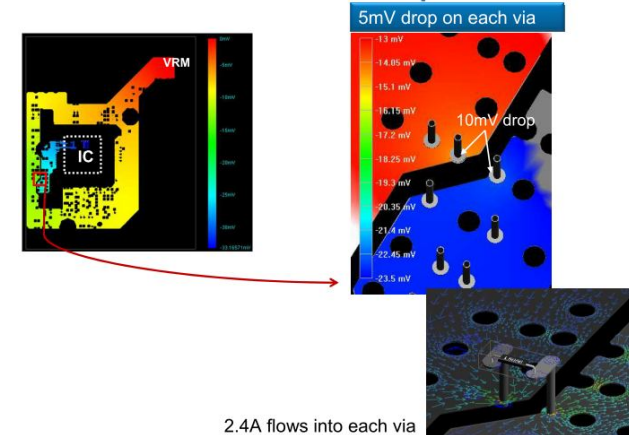 5mV drop on each via
VRM
IC
-13 mV
-14.05 mV
-15.1 mV
-16.15 mV
-17.2 mV
-18.25 mV
-19.3 mV
-20.35 mV
-21.4 mV
-22.45 mV
-23.5 mV
10mV drop
2.4A flows into each via